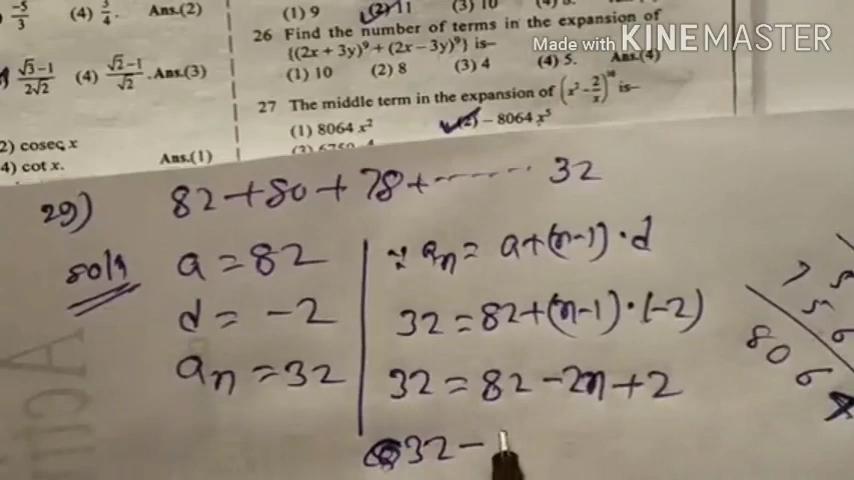 -5/3 (4) 3/4. Ans.(2)
√3-1/2√2 (4) √2-1/√2 .Ans.(3)
2) cosec x
4) cot x. Ans.(1)
(1) 9 (2) 11 (3) 10
26 Find the number of terms in the expansion of
{(2x + 3y)⁹ + (2x - 3y)⁹} is–
(1) 10 (2) 8 (3) 4 (4) 5. Ans.(4)
27 The middle term in the expansion of (x² - 2/x)¹⁰ is–
(1) 8064 x² (2) – 8064 x⁵
Made with KINEMASTER
29) 82+80+78+------- 32
a = 82
d = -2
aₙ = 32
∵ aₙ = a+(n-1)·d
32 = 82+(n-1)·(-2)
32 = 82 -2n +2
32 -
80